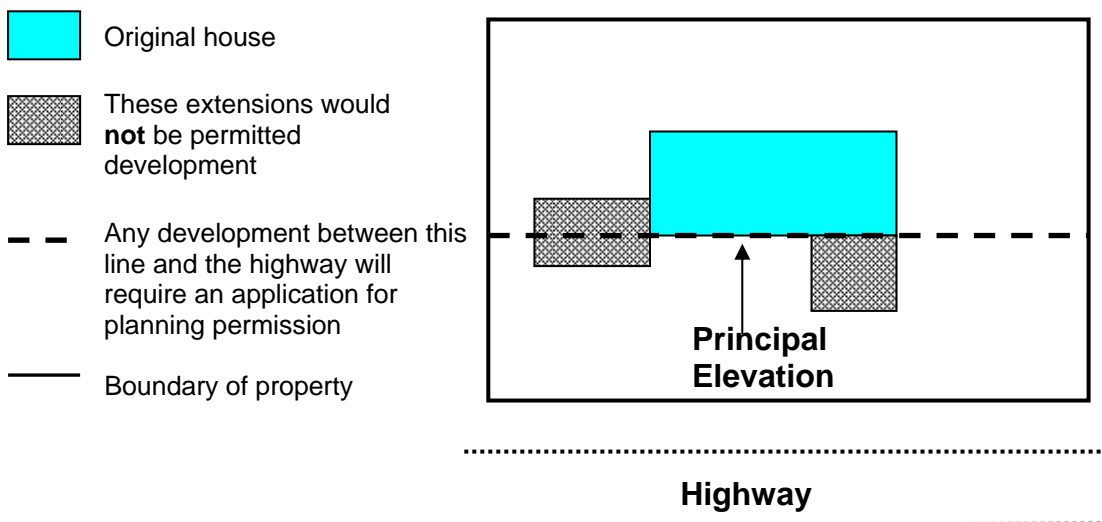 Original house
These extensions would
not be permitted
development
Any development between this
line and the highway will
require an application for
planning permission
Boundary of property
Principal
Elevation
Highway